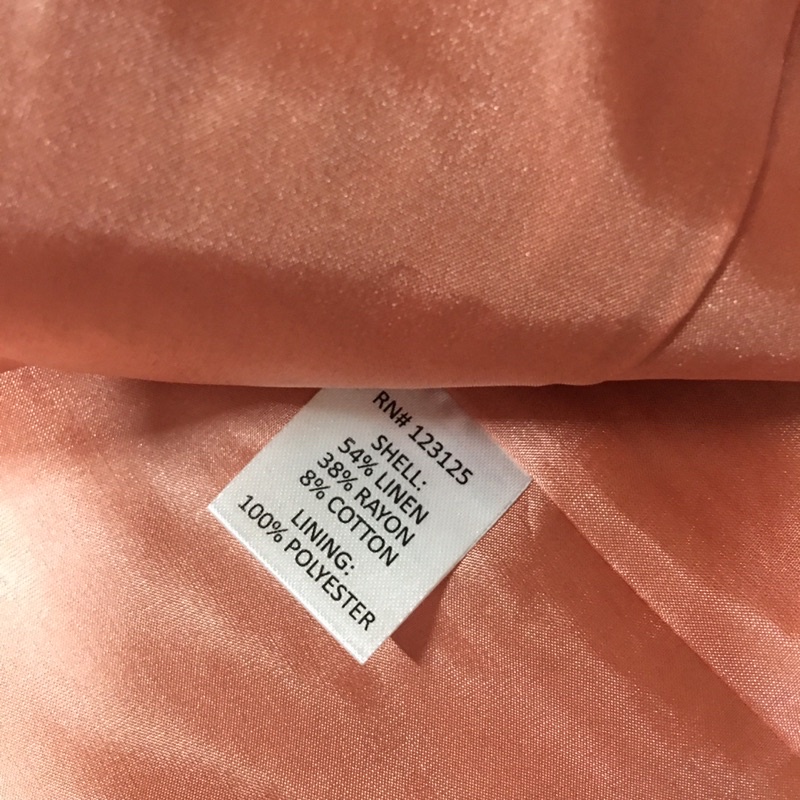 RN# 123125
SHELL:
54% LINEN
38% RAYON
8% COTTON
LINING:
100% POLYESTER